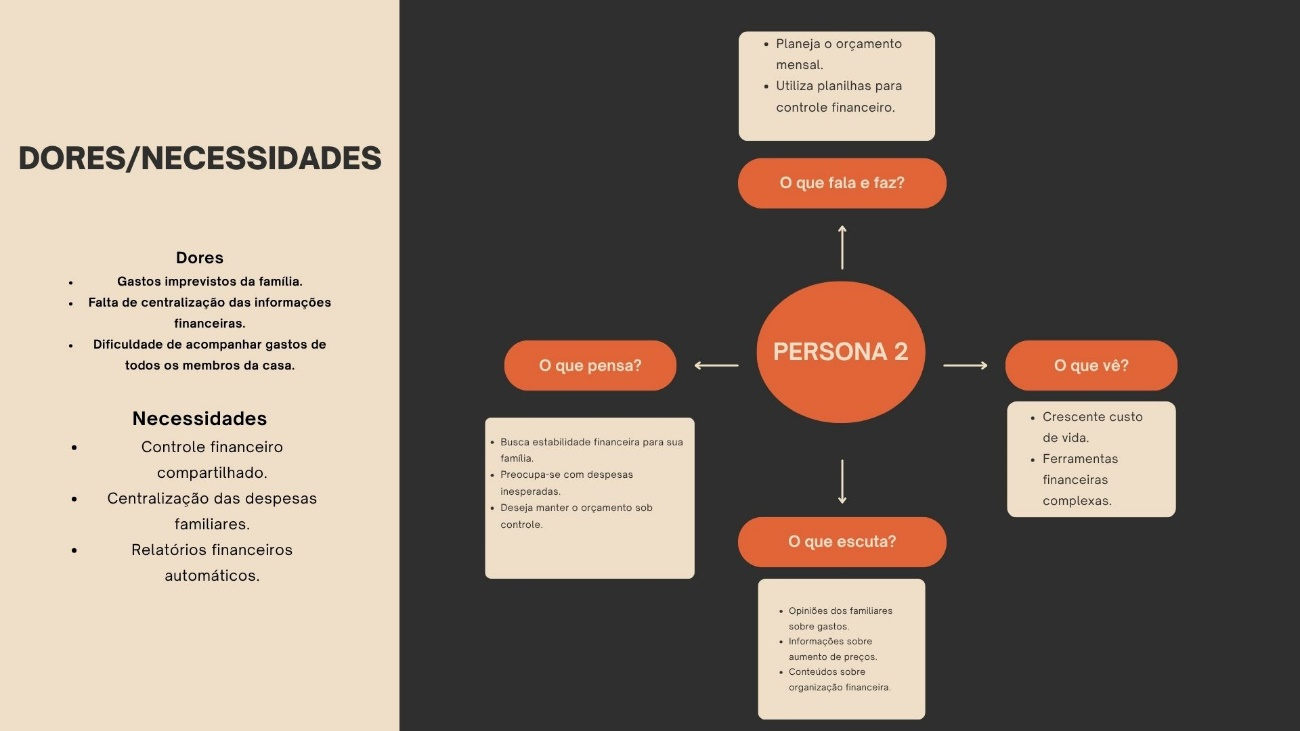 DORES/NECESSIDADES
Dores
• Gastos imprevistos da família.
• Falta de centralização das informações
financeiras.
• Dificuldade de acompanhar gastos de
todos os membros da casa.
Necessidades
• Controle financeiro
compartilhado.
• Centralização das despesas
familiares.
• Relatórios financeiros
automáticos.
• Planeja o orçamento
mensal.
• Utiliza planilhas para
controle financeiro.
O que fala e faz?
PERSONA 2
O que pensa?
• Busca estabilidade financeira para sua
família.
• Preocupa-se com despesas
inesperadas.
• Deseja manter o orçamento sob
controle.
O que vê?
• Crescente custo
de vida.
• Ferramentas
financeiras
complexas.
O que escuta?
• Opiniões dos familiares
sobre gastos.
• Informações sobre
aumento de preços.
• Conteúdos sobre
organização financeira.